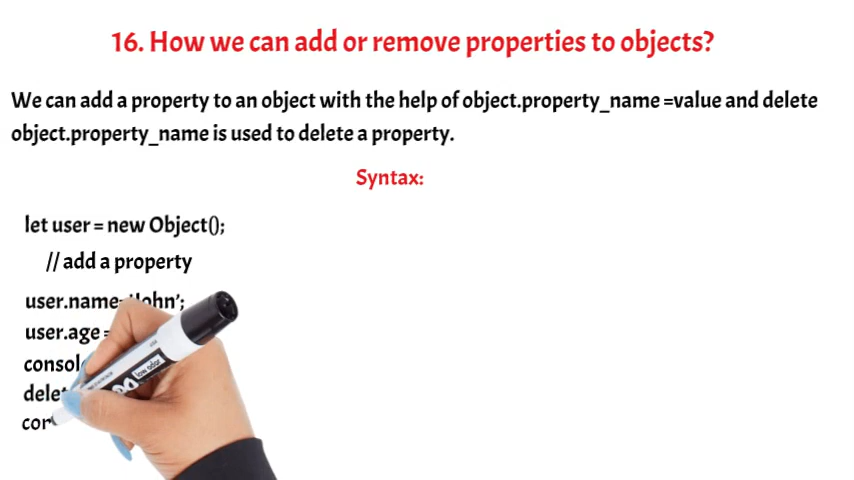 16. How we can add or remove properties to objects?
We can add a property to an object with the help of object.property_name =value and delete
object.property_name is used to delete a property.
Syntax:
let user = new Object();
// add a property
user.name='John';
user.age =